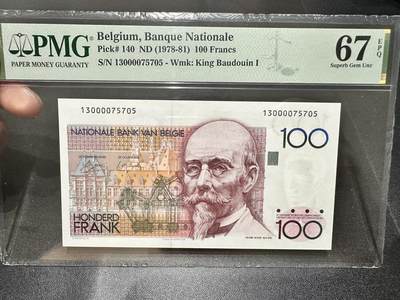 PMG
PAPER MONEY GUARANTY
Belgium, Banque Nationale
Pick# 140 ND (1978-81) 100 Francs
S/N 13000075705 - Wmk: King Baudouin I
67 EPQ
Superb Gem Unc
13000075705 13000075705
NATIONALE BANK VAN BELGIE
100
HONDERD
FRANK
100